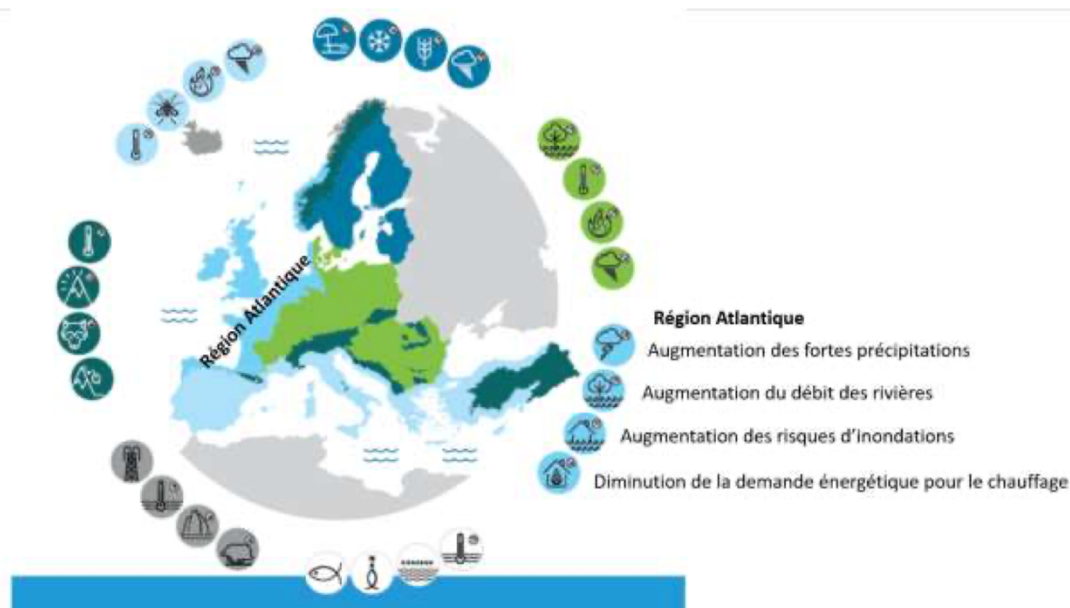 Région Atlantique
Région Atlantique
Augmentation des fortes précipitations
Augmentation du débit des rivières
Augmentation des risques d'inondations
Diminution de la demande énergétique pour le chauffage